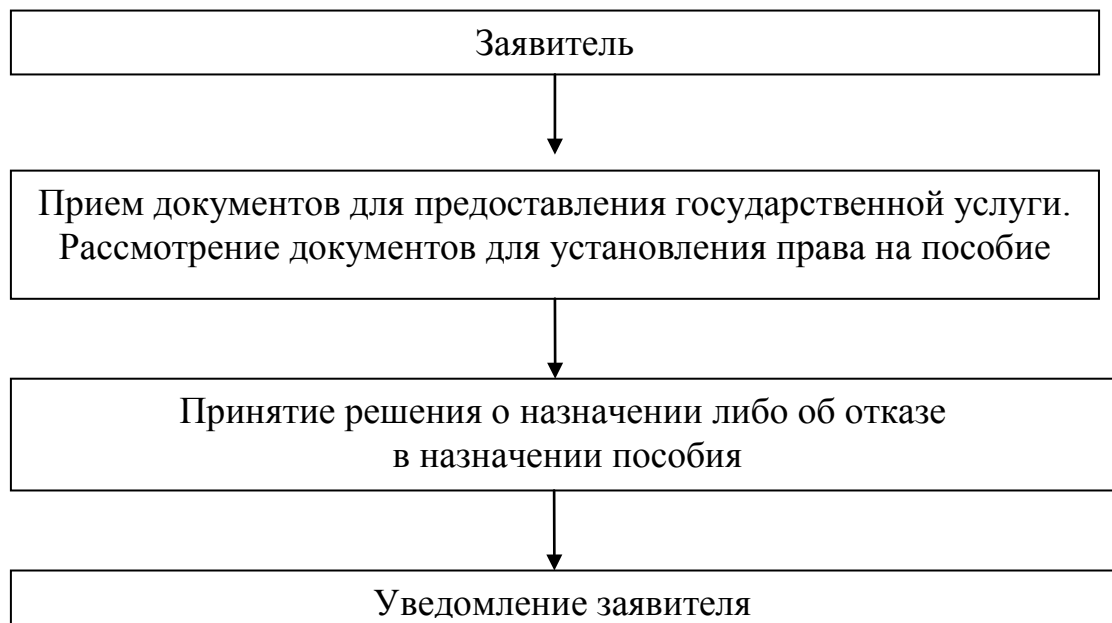 Заявитель
Прием документов для предоставления государственной услуги.
Рассмотрение документов для установления права на пособие
Принятие решения о назначении либо об отказе
в назначении пособия
Уведомление заявителя